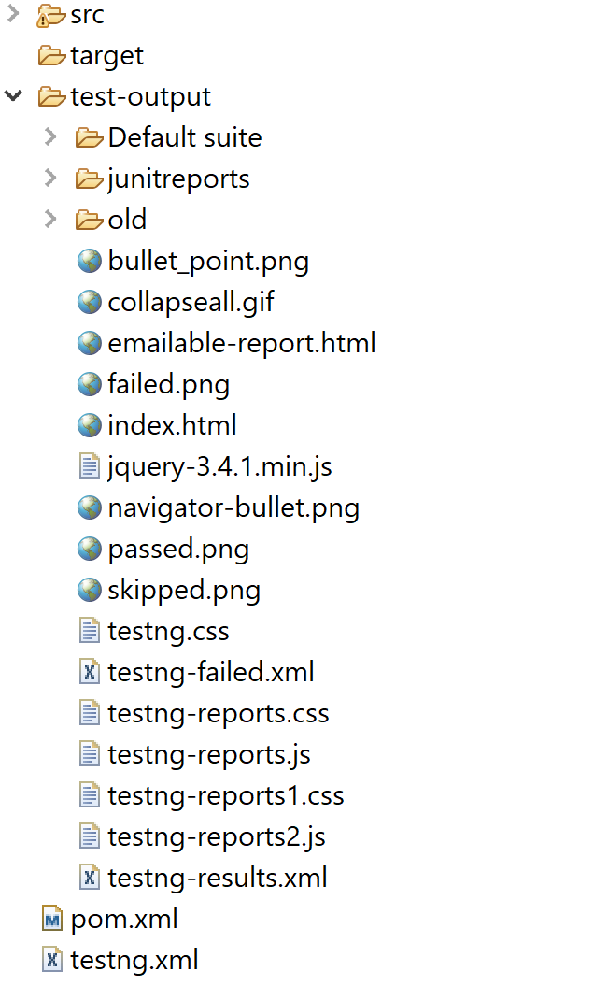 src
target
test-output
Default suite
junitreports
old
bullet_point.png
collapseall.gif
emailable-report.html
failed.png
index.html
jquery-3.4.1.min.js
navigator-bullet.png
passed.png
skipped.png
testng.css
testng-failed.xml
testng-reports.css
testng-reports.js
testng-reports1.css
testng-reports2.js
testng-results.xml
pom.xml
testng.xml